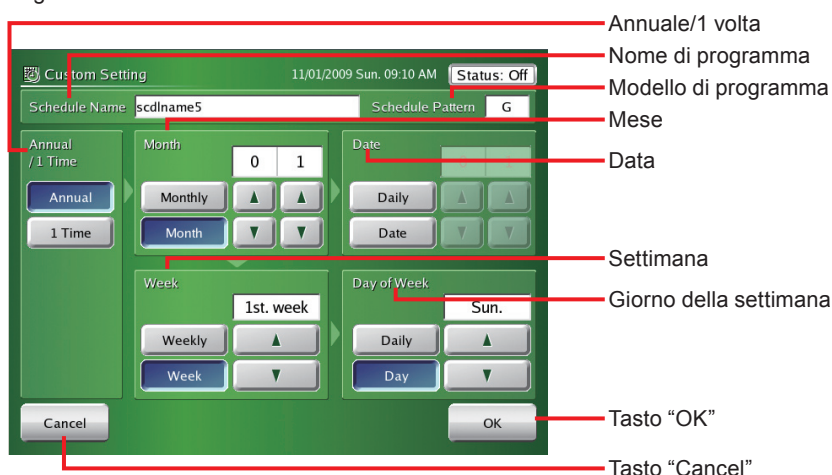 Annuale/1 volta
Nome di programma
Modello di programma
Mese
Data
Settimana
Giorno della settimana
Tasto “OK”
Tasto “Cancel”
Custom Setting
11/01/2009 Sun. 09:10 AM
Status: Off
Schedule Name
scdlname5
Schedule Pattern
G
Annual
/ 1 Time
Annual
1 Time
Month
0 1
Monthly
Month
Date
Daily
Date
Week
1st. week
Weekly
Week
Day of Week
Sun.
Daily
Day
Cancel
OK